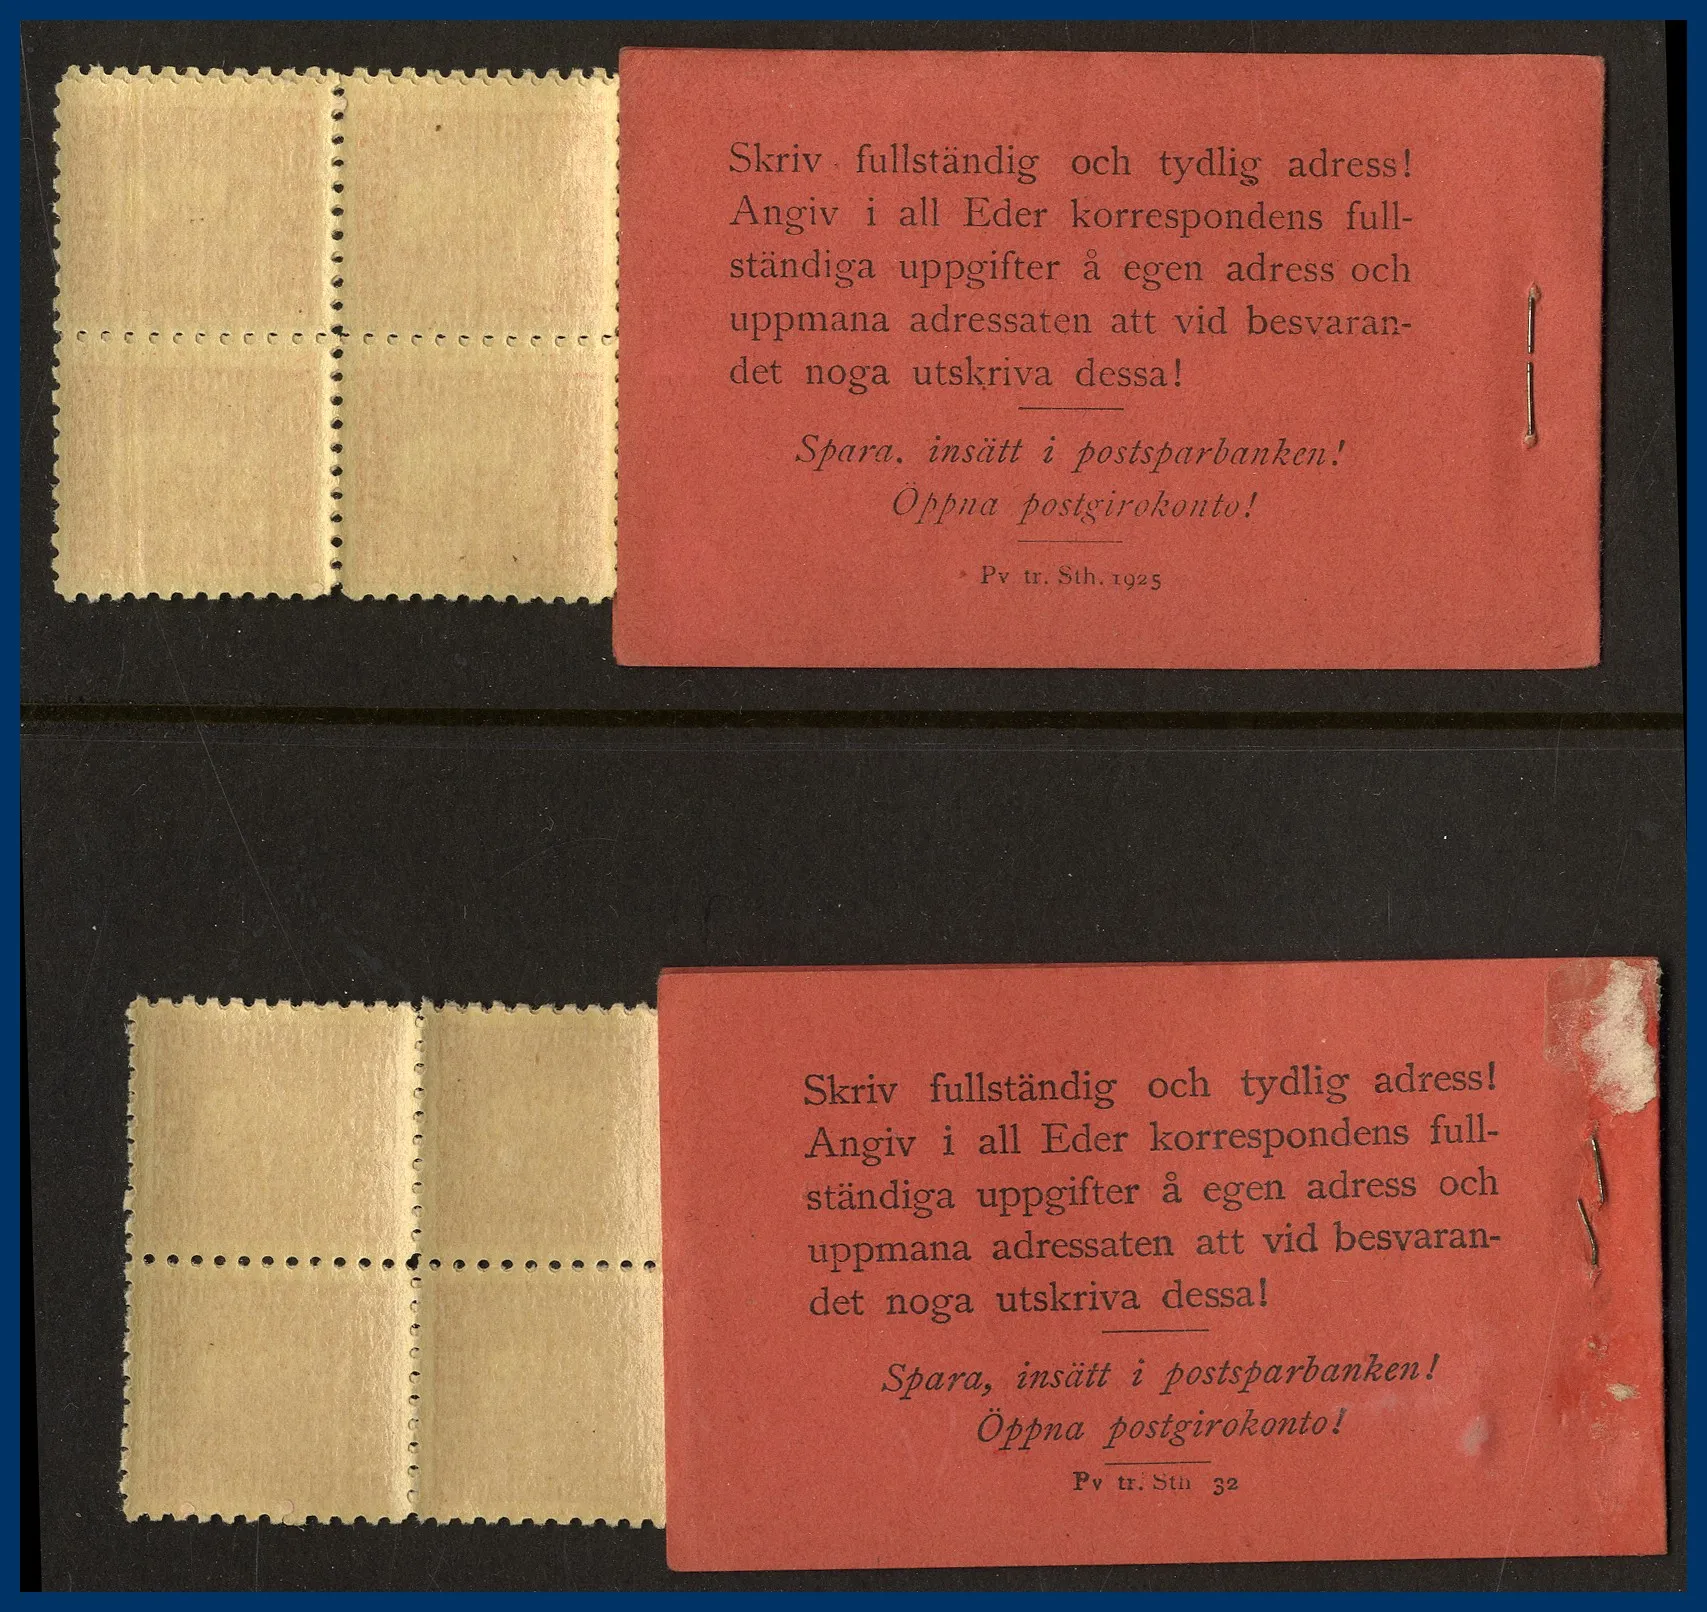 Skriv fullständig och tydlig adress!
Angiv i all Eder korrespondens full-
ständiga uppgifter å egen adress och
uppmana adressaten att vid besvaran-
det noga utskriva dessa!
Spara. insätt i postsparbanken!
Öppna postgirokonto!
Pv tr. Sth. 1925
Skriv fullständig och tydlig adress!
Angiv i all Eder korrespondens full-
ständiga uppgifter å egen adress och
uppmana adressaten att vid besvaran-
det noga utskriva dessa!
Spara, insätt i postsparbanken!
Öppna postgirokonto!
Pv tr. Sth 32